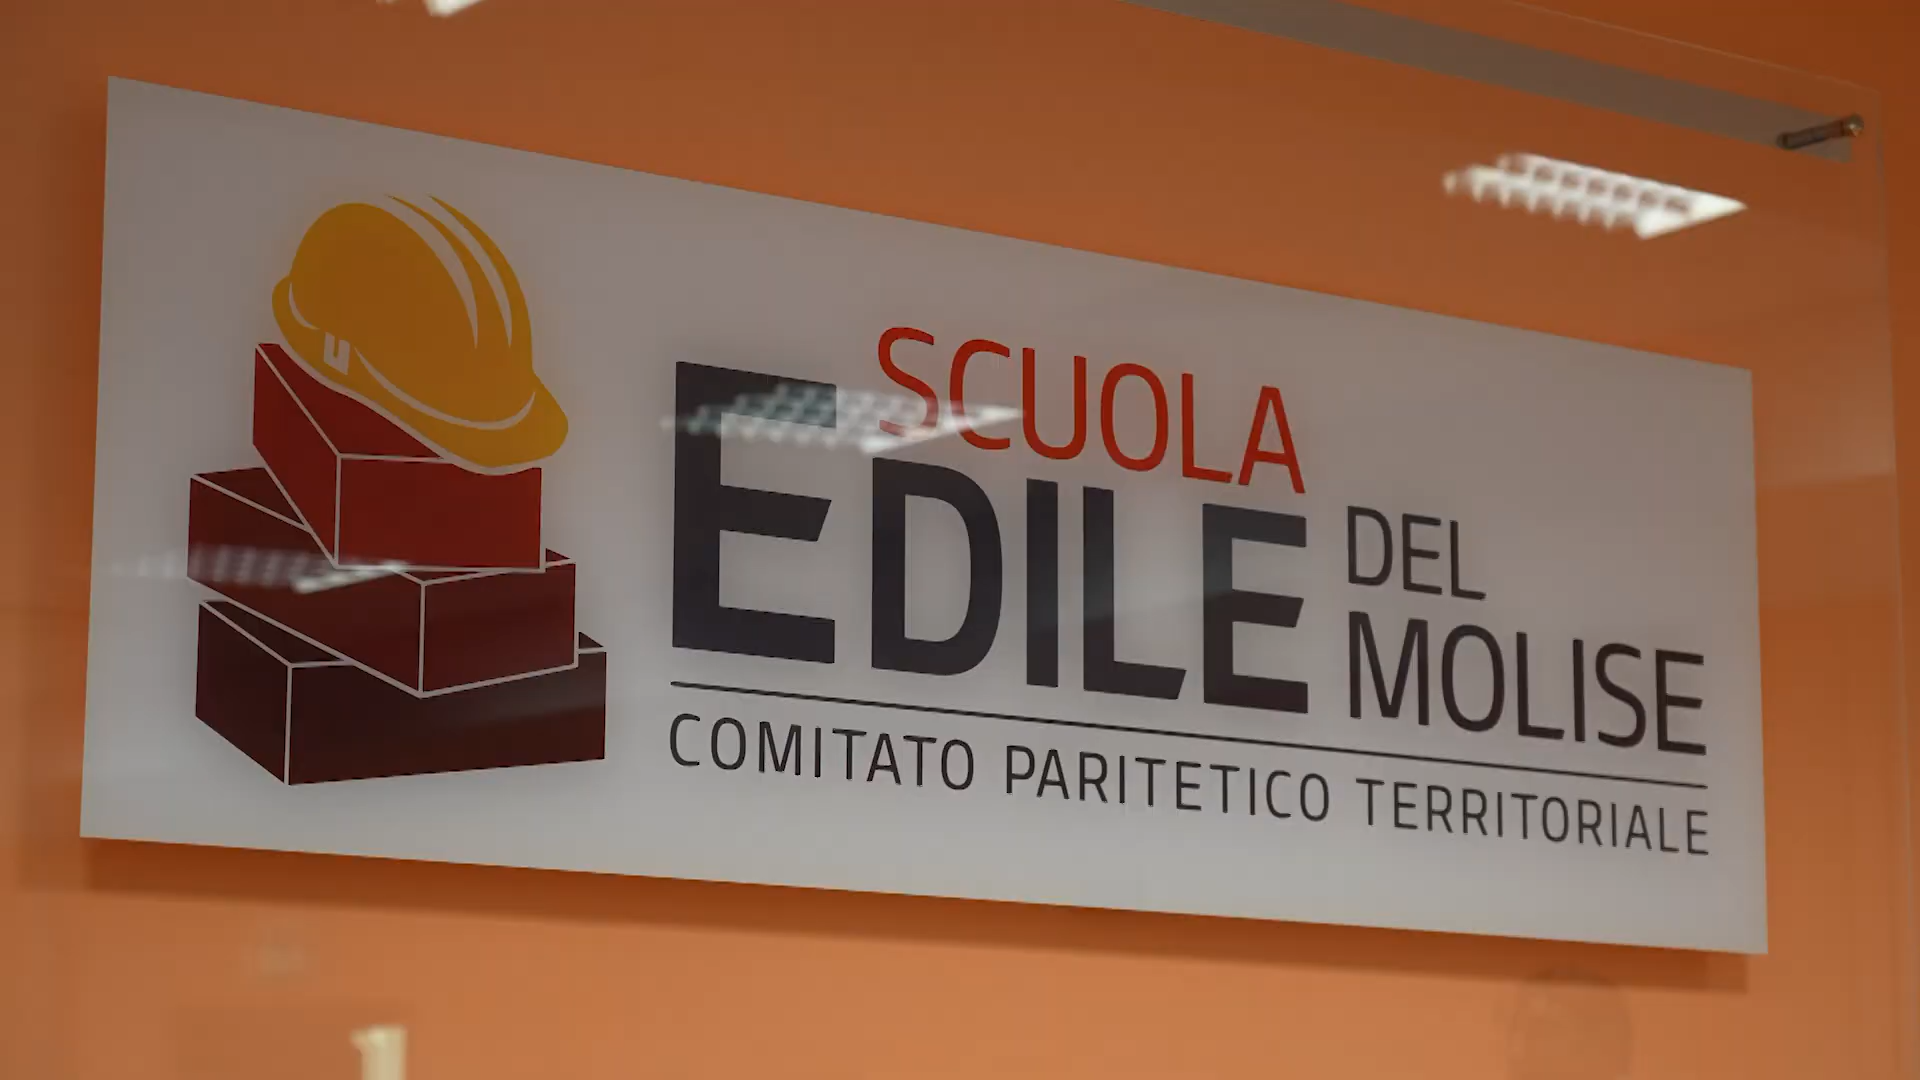 SCUOLA
EDILE
DEL
MOLISE
COMITATO PARITETICO TERRITORIALE